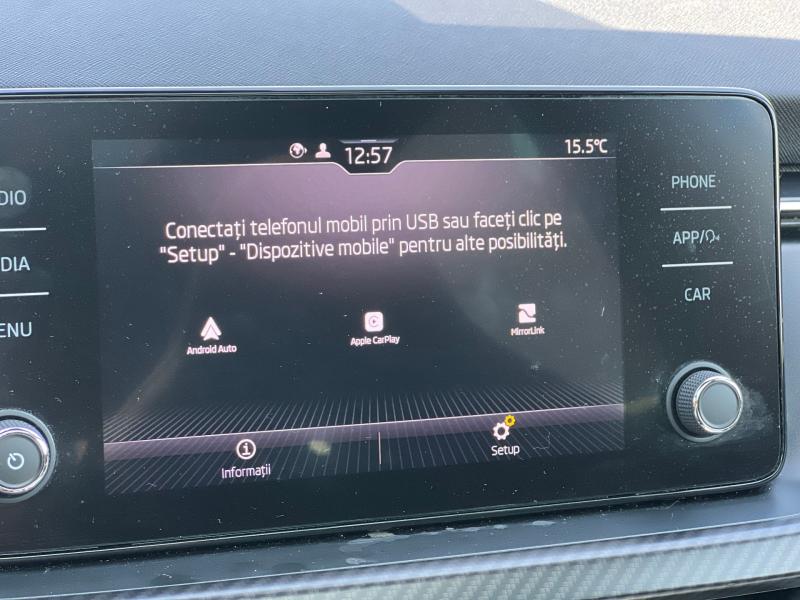 12:57
15.5°C
DIO
DIA
ENU
PHONE
APP/
CAR
Conectați telefonul mobil prin USB sau faceți clic pe
"Setup" - "Dispozitive mobile" pentru alte posibilități.
Android Auto
Apple CarPlay
MirrorLink
Informații
Setup